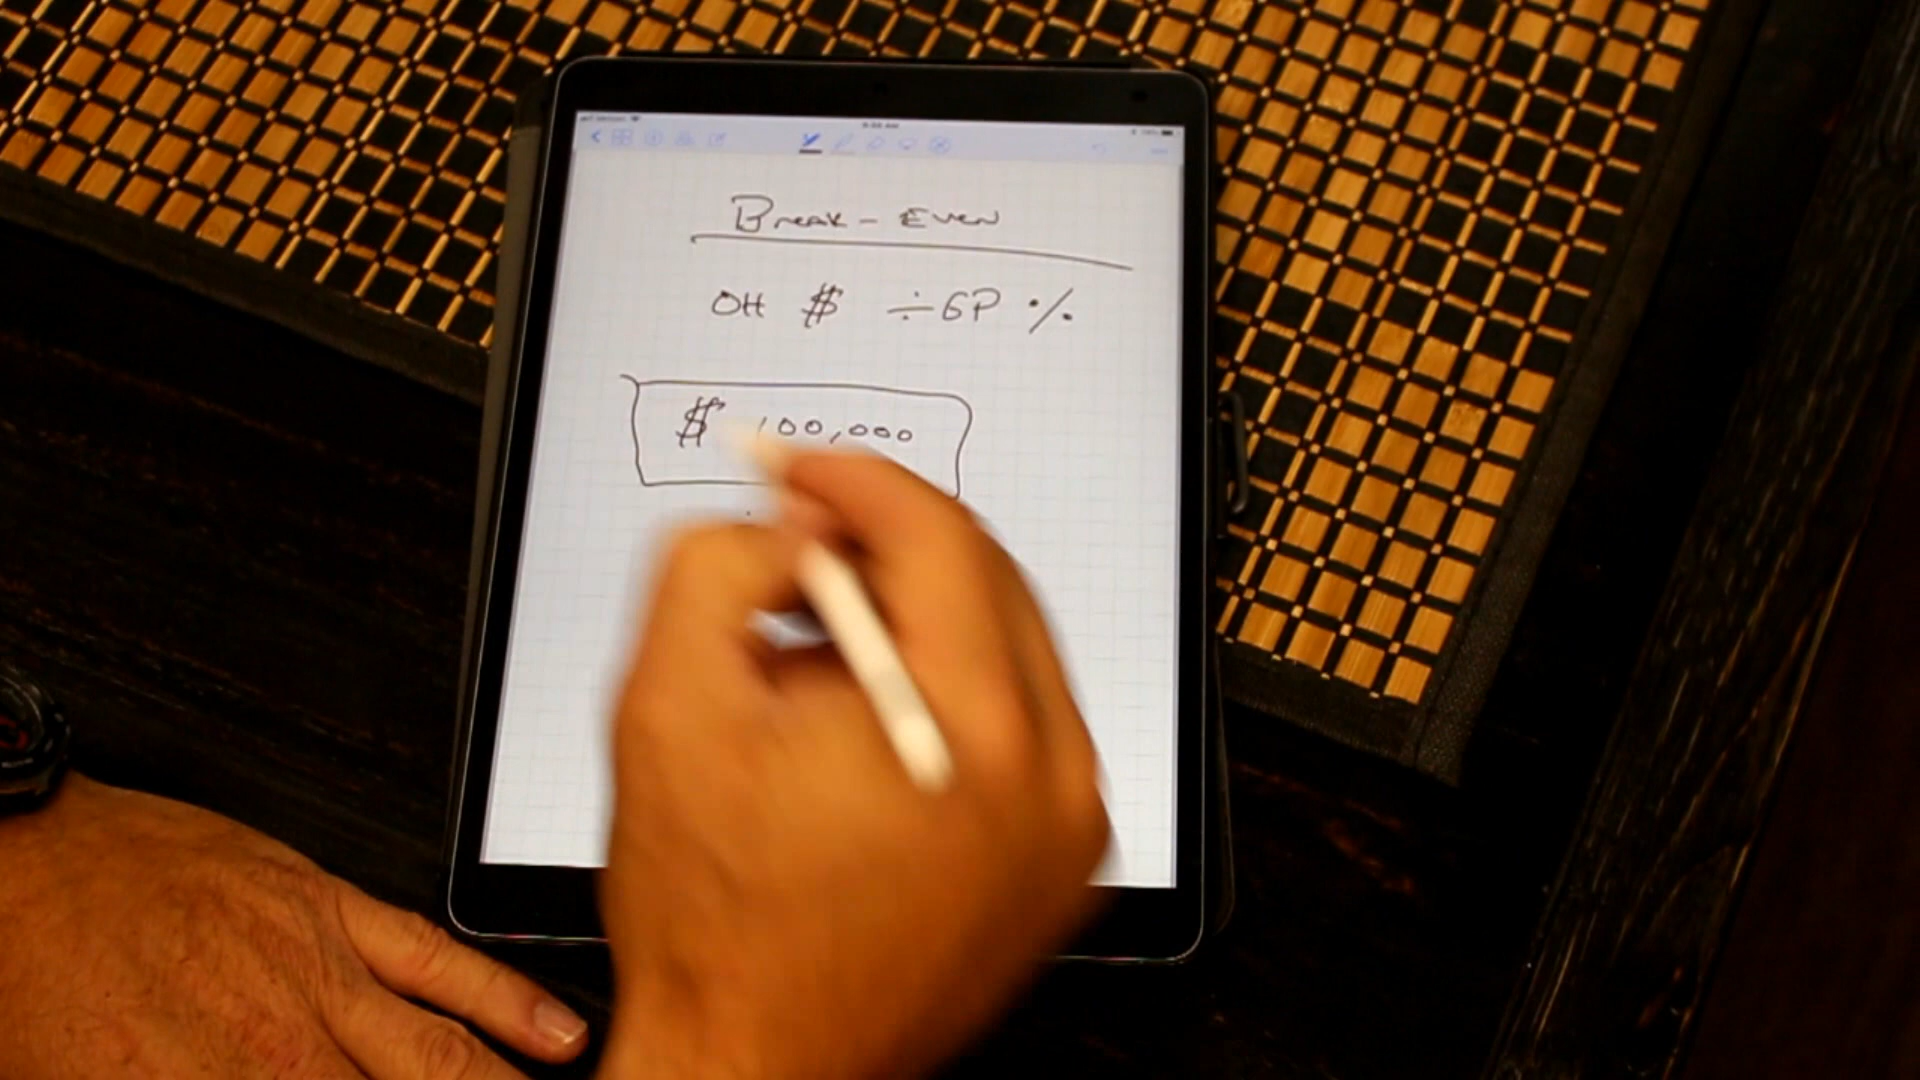 Break-Even
OH $ ÷ GP %
$ 100,000